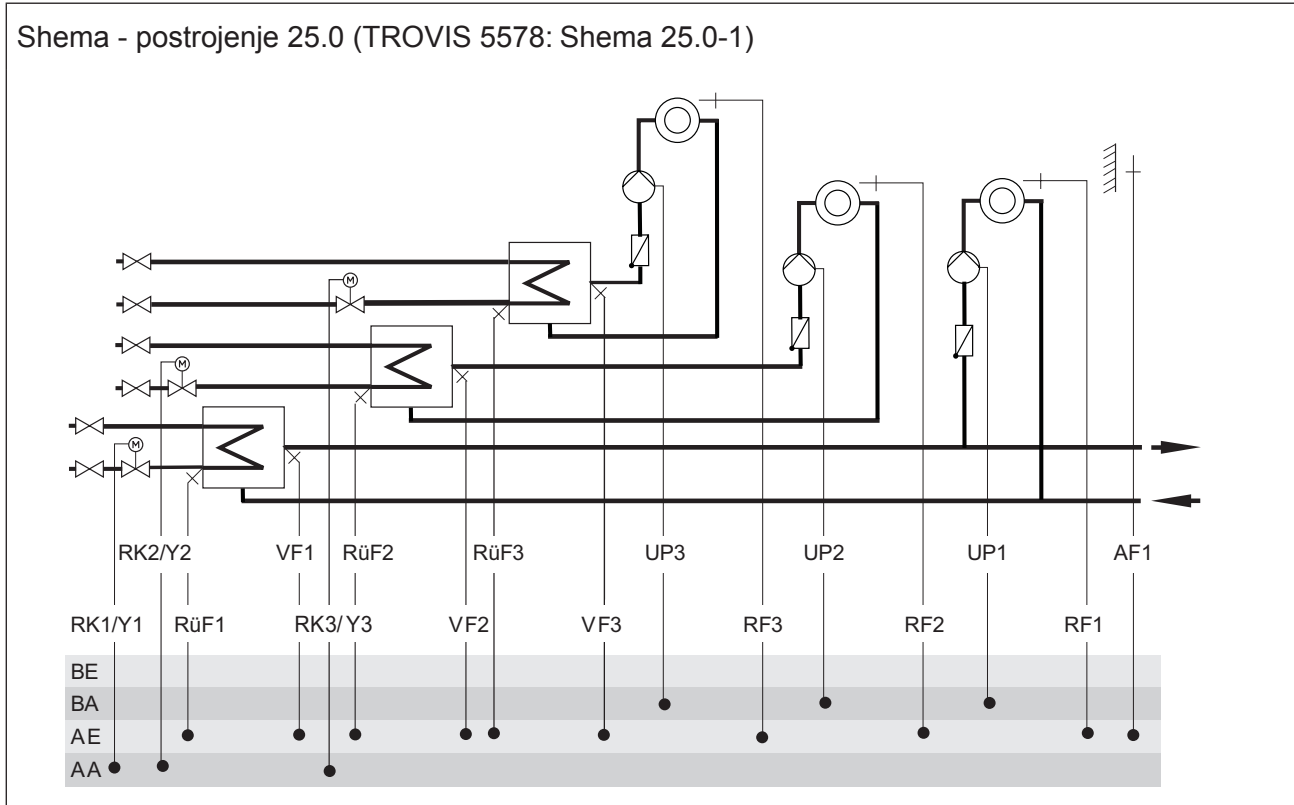 Shema - postrojenje 25.0 (TROVIS 5578: Shema 25.0-1)
M
M
M
RK2/Y2 VF1 RüF2 RüF3 UP3 UP2 UP1 AF1
RK1/Y1 RüF1 RK3/Y3 VF2 VF3 RF3 RF2 RF1
BE
BA
AE
AA